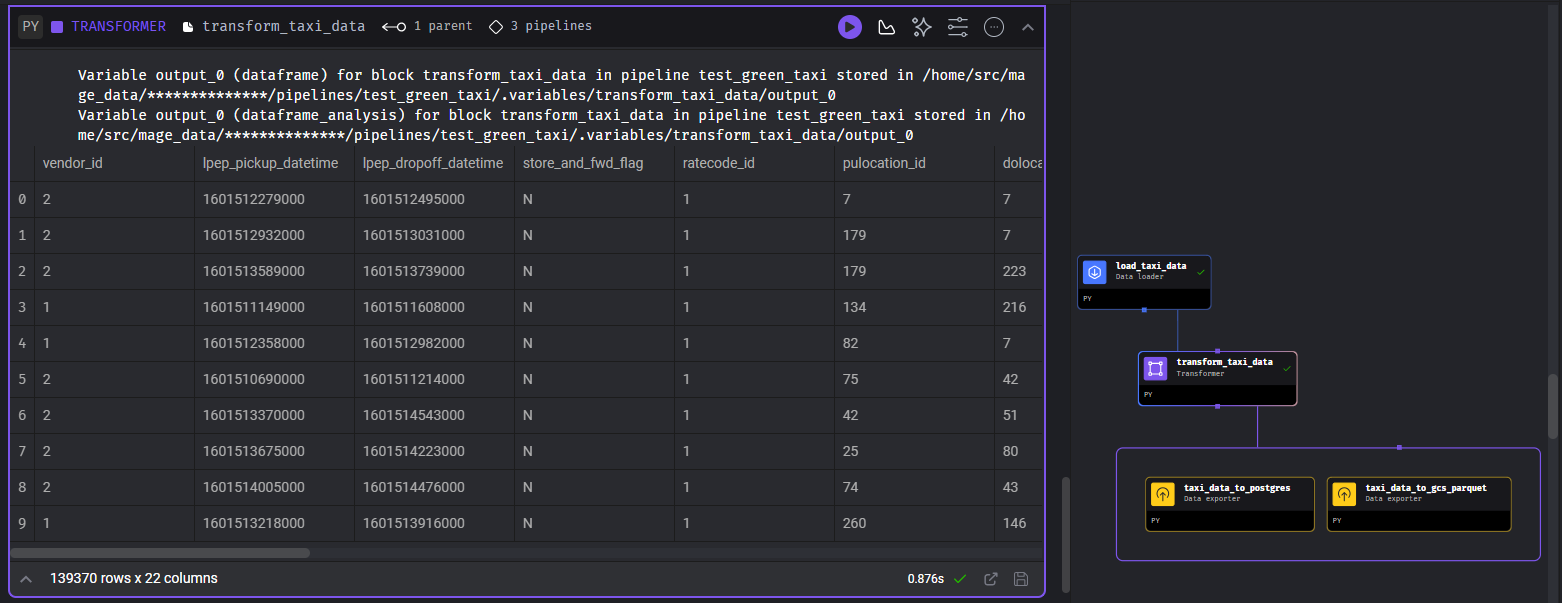 PY TRANSFORMER transform_taxi_data 1 parent 3 pipelines
Variable output_0 (dataframe) for block transform_taxi_data in pipeline test_green_taxi stored in /home/src/ma
ge_data/**************/pipelines/test_green_taxi/.variables/transform_taxi_data/output_0
Variable output_0 (dataframe_analysis) for block transform_taxi_data in pipeline test_green_taxi stored in /ho
me/src/mage_data/**************/pipelines/test_green_taxi/.variables/transform_taxi_data/output_0
vendor_id lpep_pickup_datetime lpep_dropoff_datetime store_and_fwd_flag ratecode_id pulocation_id doloca
0 2 1601512279000 1601512495000 N 1 7 7
1 2 1601512932000 1601513031000 N 1 179 7
2 2 1601513589000 1601513739000 N 1 179 223
3 1 1601511149000 1601511608000 N 1 134 216
4 1 1601512358000 1601512982000 N 1 82 7
5 2 1601510690000 1601511214000 N 1 75 42
6 2 1601513370000 1601514543000 N 1 42 51
7 2 1601513675000 1601514223000 N 1 25 80
8 2 1601514005000 1601514476000 N 1 74 43
9 1 1601513218000 1601513916000 N 1 260 146
139370 rows x 22 columns 0.876s
load_taxi_data
Data loader
PY
transform_taxi_data
Transformer
PY
taxi_data_to_postgres
Data exporter
PY
taxi_data_to_gcs_parquet
Data exporter
PY